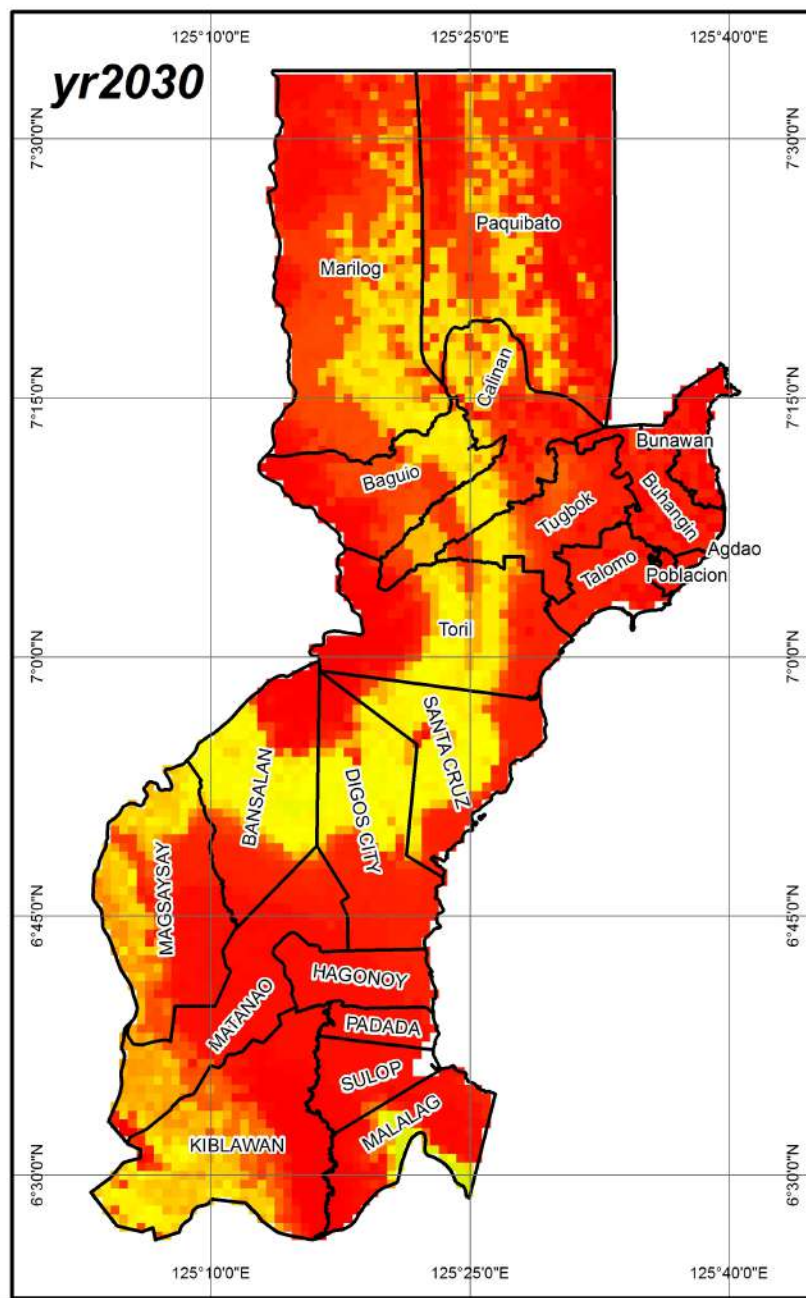 125°10'0"E
125°25'0"E
125°40'0"E
yr2030
7°30'0"N
7°30'0"N
Paquibato
Marilog
Calinan
7°15'0"N
7°15'0"N
Bunawan
Baguio
Buhangin
Tugbok
Agdao
Talomo
Poblacion
Toril
7°0'0"N
7°0'0"N
SANTA CRUZ
BANSALAN
DIGOS CITY
MAGSAYSAY
6°45'0"N
6°45'0"N
HAGONOY
MATANAO
PADADA
SULOP
MALALAG
KIBLAWAN
6°30'0"N
6°30'0"N
125°10'0"E
125°25'0"E
125°40'0"E